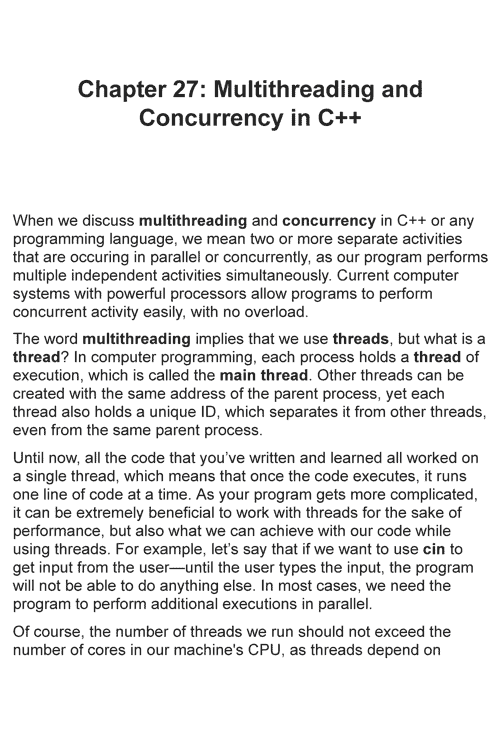 Chapter 27: Multithreading and
Concurrency in C++
When we discuss multithreading and concurrency in C++ or any
programming language, we mean two or more separate activities
that are occuring in parallel or concurrently, as our program performs
multiple independent activities simultaneously. Current computer
systems with powerful processors allow programs to perform
concurrent activity easily, with no overload.
The word multithreading implies that we use threads, but what is a
thread? In computer programming, each process holds a thread of
execution, which is called the main thread. Other threads can be
created with the same address of the parent process, yet each
thread also holds a unique ID, which separates it from other threads,
even from the same parent process.
Until now, all the code that you’ve written and learned all worked on
a single thread, which means that once the code executes, it runs
one line of code at a time. As your program gets more complicated,
it can be extremely beneficial to work with threads for the sake of
performance, but also what we can achieve with our code while
using threads. For example, let’s say that if we want to use cin to
get input from the user—until the user types the input, the program
will not be able to do anything else. In most cases, we need the
program to perform additional executions in parallel.
Of course, the number of threads we run should not exceed the
number of cores in our machine's CPU, as threads depend on